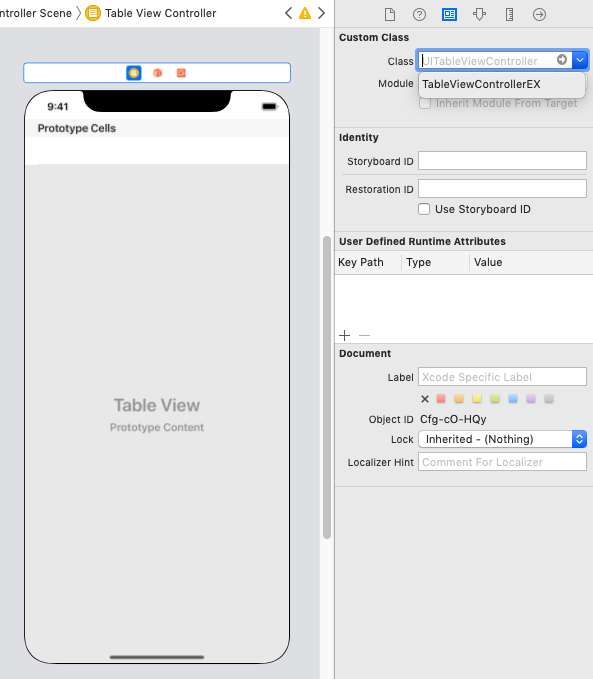 ntroller Scene
Table View Controller
Custom Class
Class UITableViewController
TableViewControllerEX
Module
Inherit Module From Target
9:41
Prototype Cells
Identity
Storyboard ID
Restoration ID
Use Storyboard ID
User Defined Runtime Attributes
Key Path Type Value
Table View
Prototype Content
Document
Label Xcode Specific Label
Object ID Cfg-cO-HQy
Lock Inherited - (Nothing)
Localizer Hint Comment For Localizer